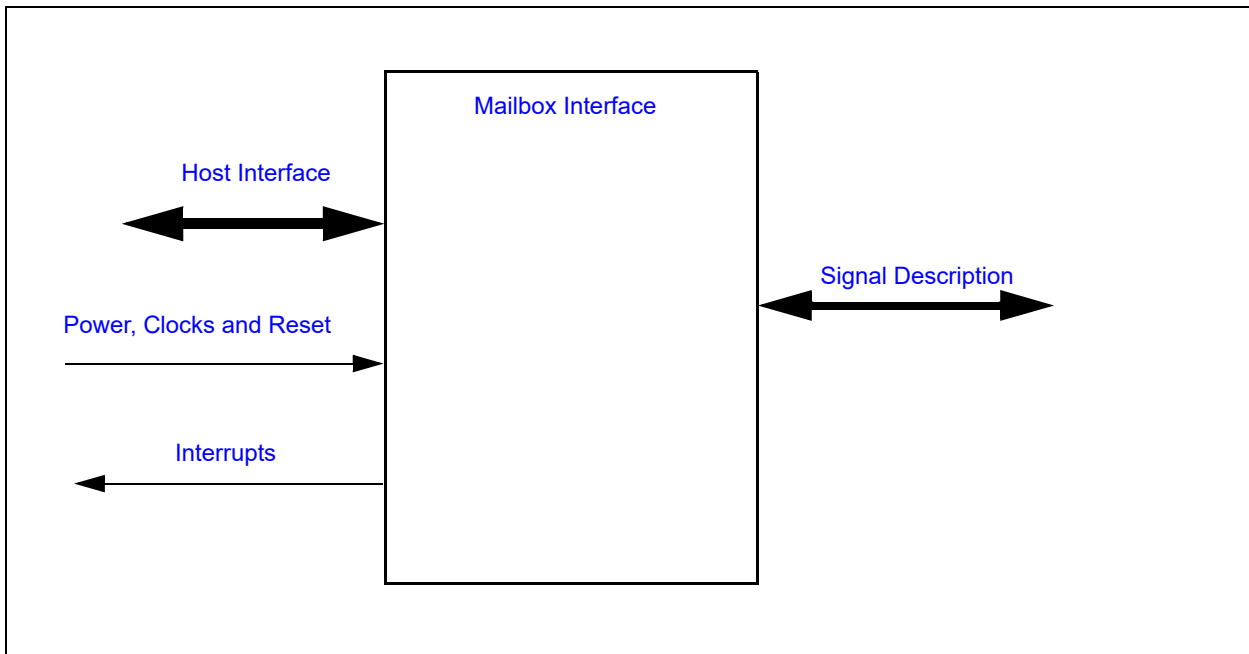 Mailbox Interface
Host Interface
Signal Description
Power, Clocks and Reset
Interrupts